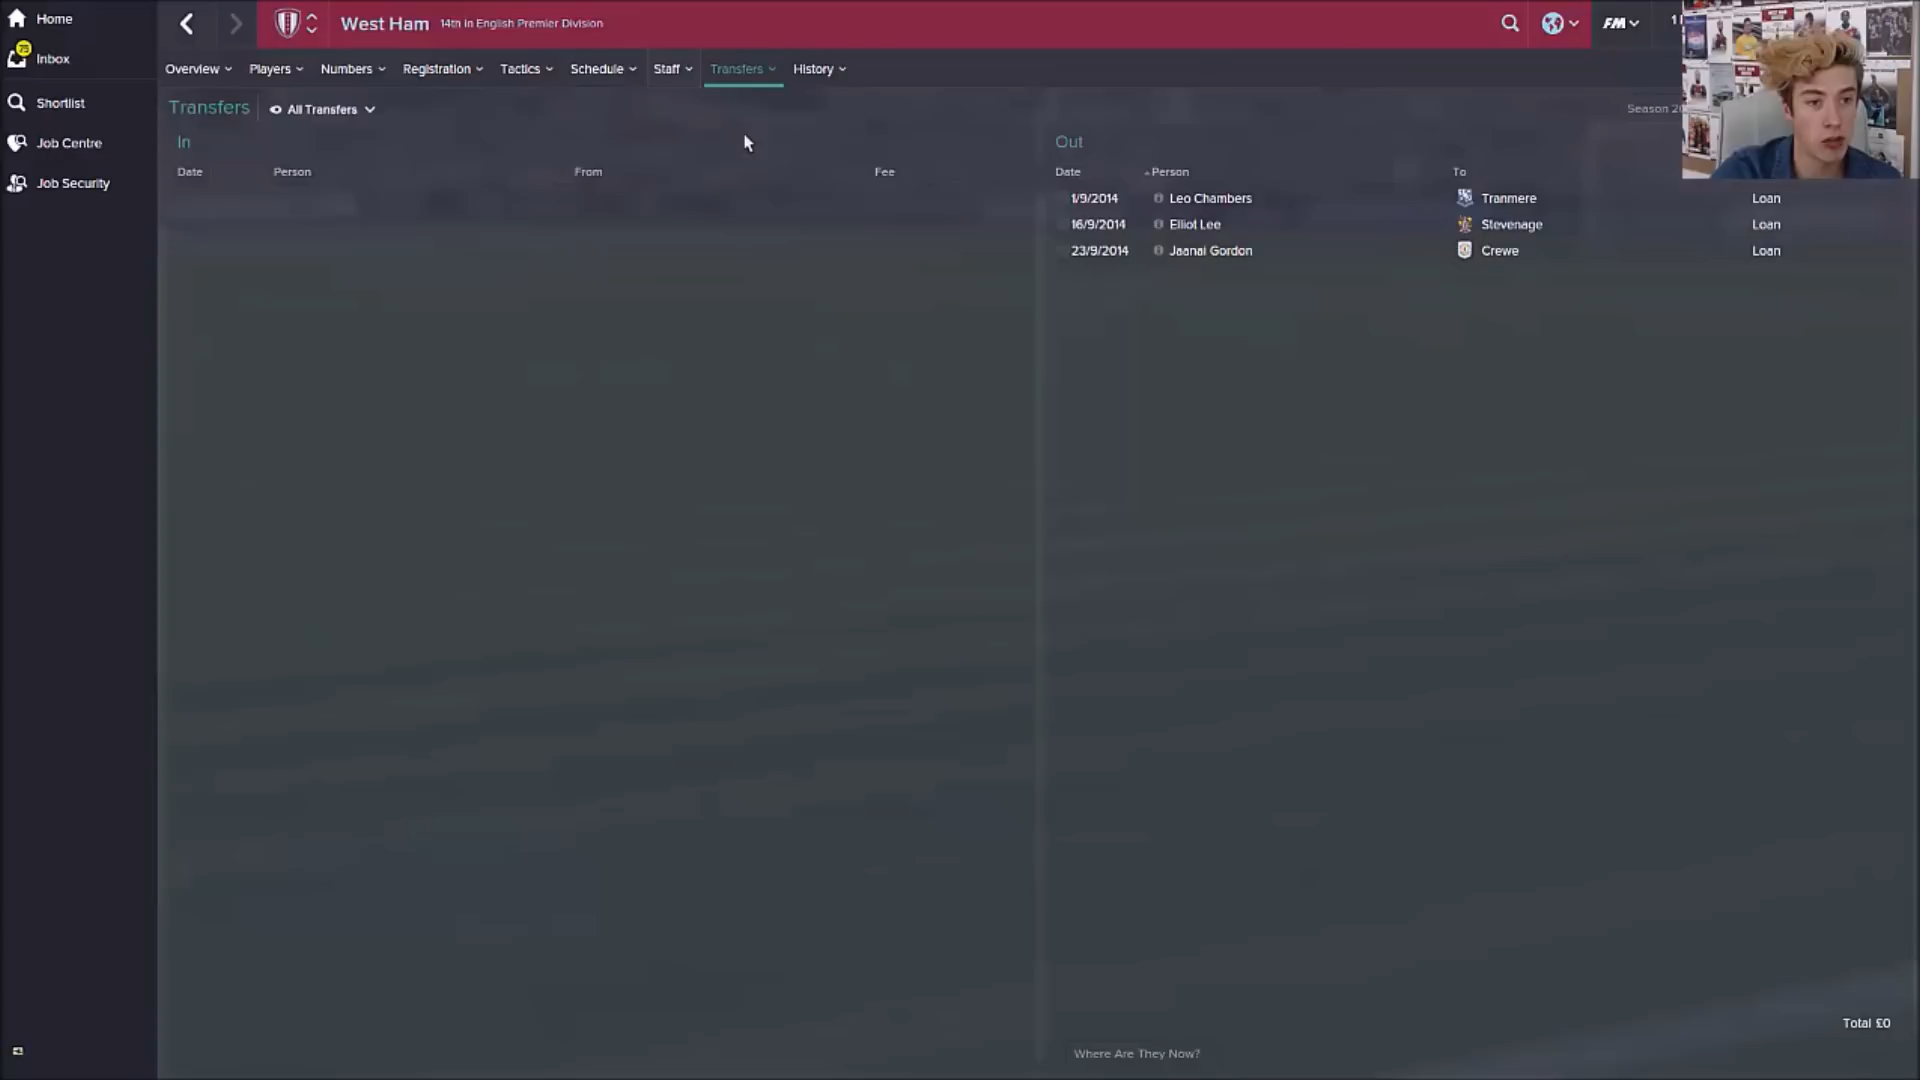 Home
75
Inbox
Shortlist
Job Centre
Job Security
West Ham 14th in English Premier Division
FM
Overview Players Numbers Registration Tactics Schedule Staff Transfers History
Transfers All Transfers
Season
In
Date Person From Fee
Out
Date Person To
1/9/2014 Leo Chambers Tranmere Loan
16/9/2014 Elliot Lee Stevenage Loan
23/9/2014 Jaanai Gordon Crewe Loan
Total £0
Where Are They Now?